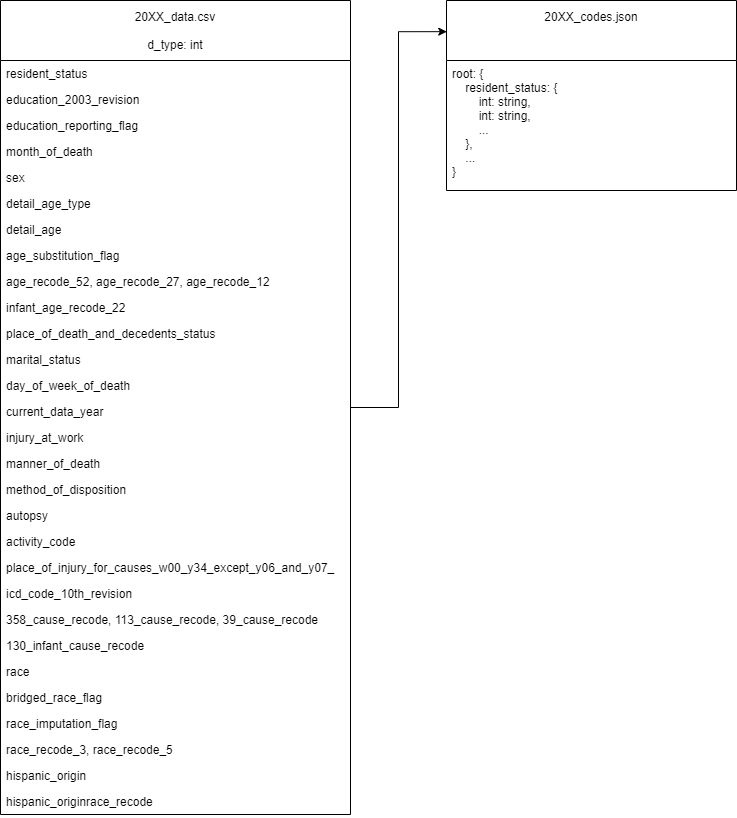 20XX_data.csv
d_type: int
resident_status
education_2003_revision
education_reporting_flag
month_of_death
sex
detail_age_type
detail_age
age_substitution_flag
age_recode_52, age_recode_27, age_recode_12
infant_age_recode_22
place_of_death_and_decedents_status
marital_status
day_of_week_of_death
current_data_year
injury_at_work
manner_of_death
method_of_disposition
autopsy
activity_code
place_of_injury_for_causes_w00_y34_except_y06_and_y07_
icd_code_10th_revision
358_cause_recode, 113_cause_recode, 39_cause_recode
130_infant_cause_recode
race
bridged_race_flag
race_imputation_flag
race_recode_3, race_recode_5
hispanic_origin
hispanic_originrace_recode
20XX_codes.json
root: {
    resident_status: {
        int: string,
        int: string,
        ...
    },
    ...
}